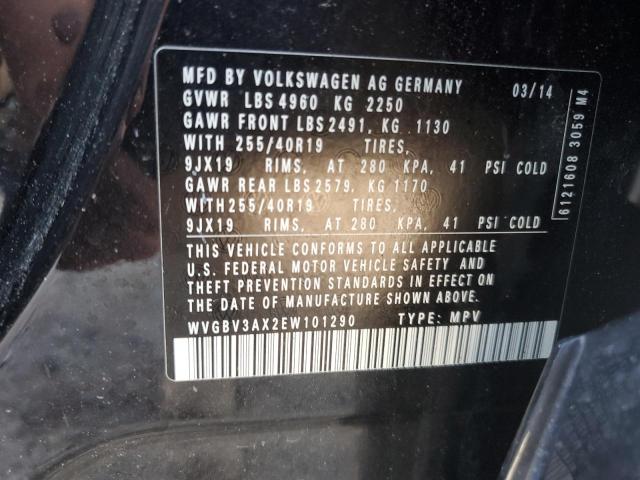 MFD BY VOLKSWAGEN AG GERMANY 03/14
GVWR LBS 4960 KG 2250
GAWR FRONT LBS 2491, KG 1130
WITH 255/40R19 TIRES,
9JX19 RIMS, AT 280 KPA, 41 PSI COLD
GAWR REAR LBS 2579, KG 1170
WITH 255/40R19 TIRES,
9JX19 RIMS, AT 280 KPA, 41 PSI COLD
THIS VEHICLE CONFORMS TO ALL APPLICABLE
U.S. FEDERAL MOTOR VEHICLE SAFETY AND
THEFT PREVENTION STANDARDS IN EFFECT ON
THE DATE OF MANUFACTURE SHOWN ABOVE.
WVGBV3AX2EW101290 TYPE: MPV
6121608 3059 M4